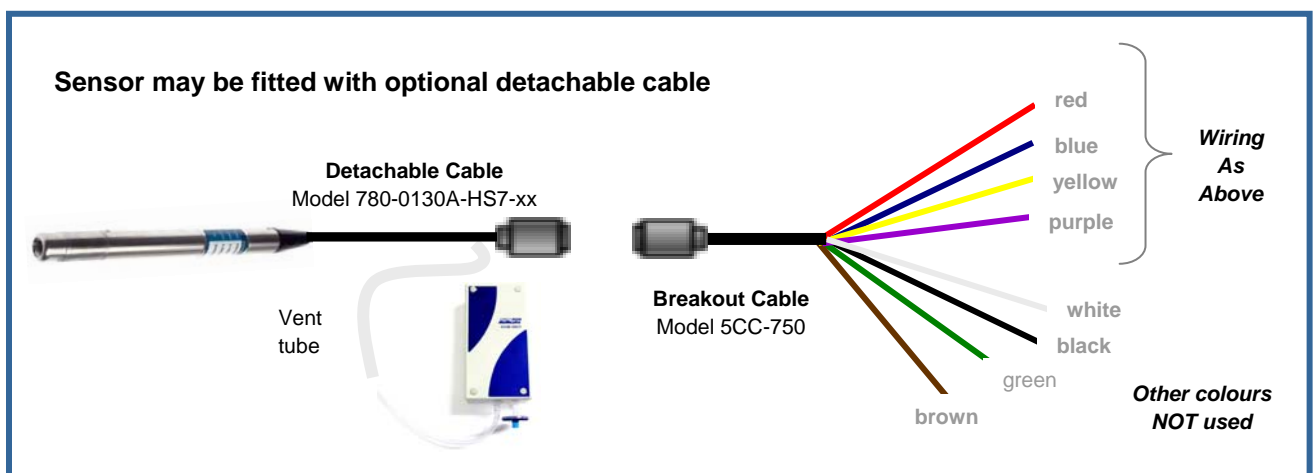 Sensor may be fitted with optional detachable cable
Detachable Cable
Model 780-0130A-HS7-xx
Vent
tube
Breakout Cable
Model 5CC-750
red
blue
yellow
purple
Wiring
As
Above
white
black
green
brown
Other colours
NOT used